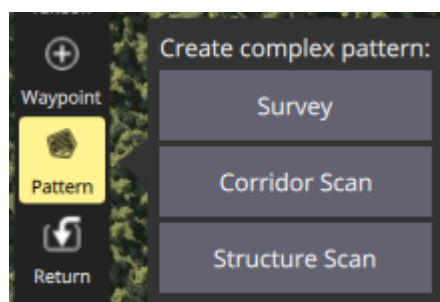 Waypoint
Pattern
Return
Create complex pattern:
Survey
Corridor Scan
Structure Scan